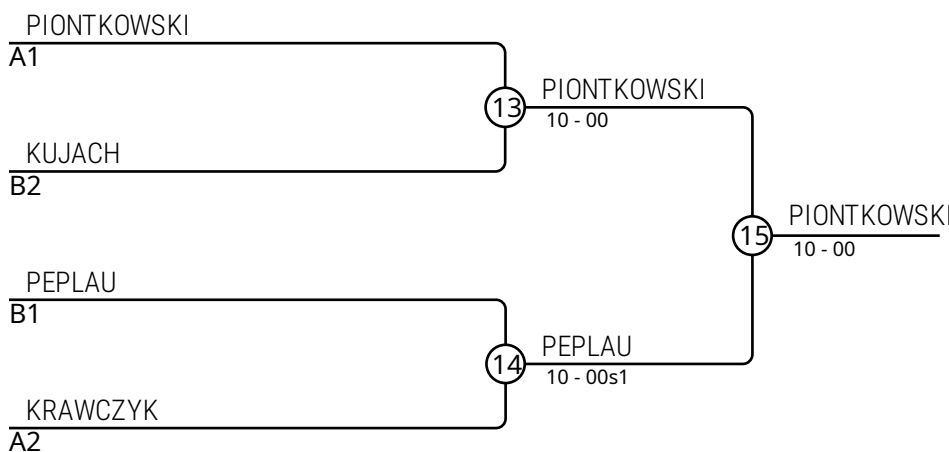 PIONTKOWSKI
A1
13
PIONTKOWSKI
10 - 00
KUJACH
B2
15
PIONTKOWSKI
10 - 00
PEPLAU
B1
14
PEPLAU
10 - 00s1
KRAWCZYK
A2